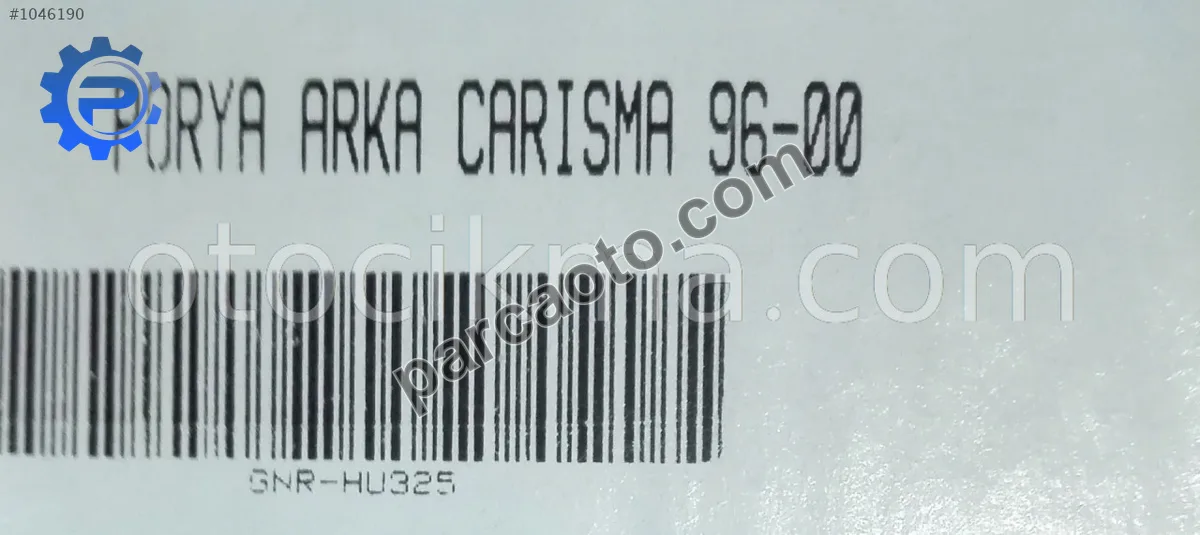 #1046190
PORYA ARKA CARISMA 96-00
otocikma.com
parcaoto.com
GNR-HU325